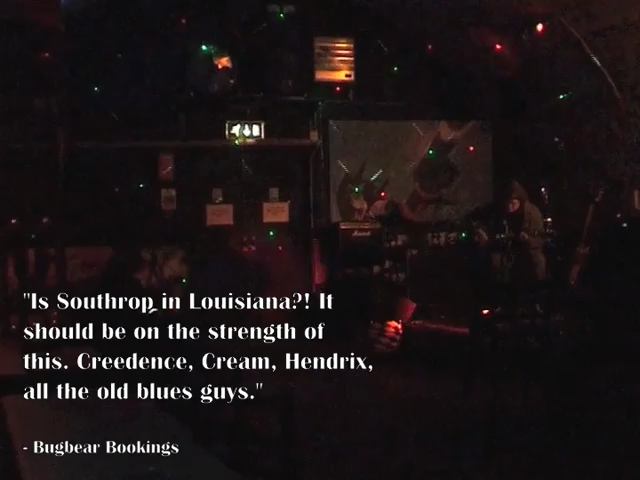 "Is Southrop in Louisiana?! It
should be on the strength of
this. Creedence, Cream, Hendrix,
all the old blues guys."
- Bugbear Bookings